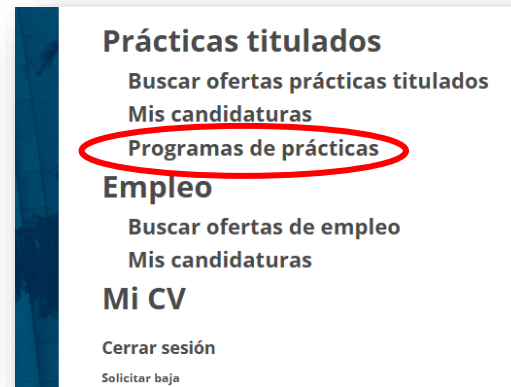 Prácticas titulados
Buscar ofertas prácticas titulados
Mis candidaturas
Programas de prácticas
Empleo
Buscar ofertas de empleo
Mis candidaturas
Mi CV
Cerrar sesión
Solicitar baja